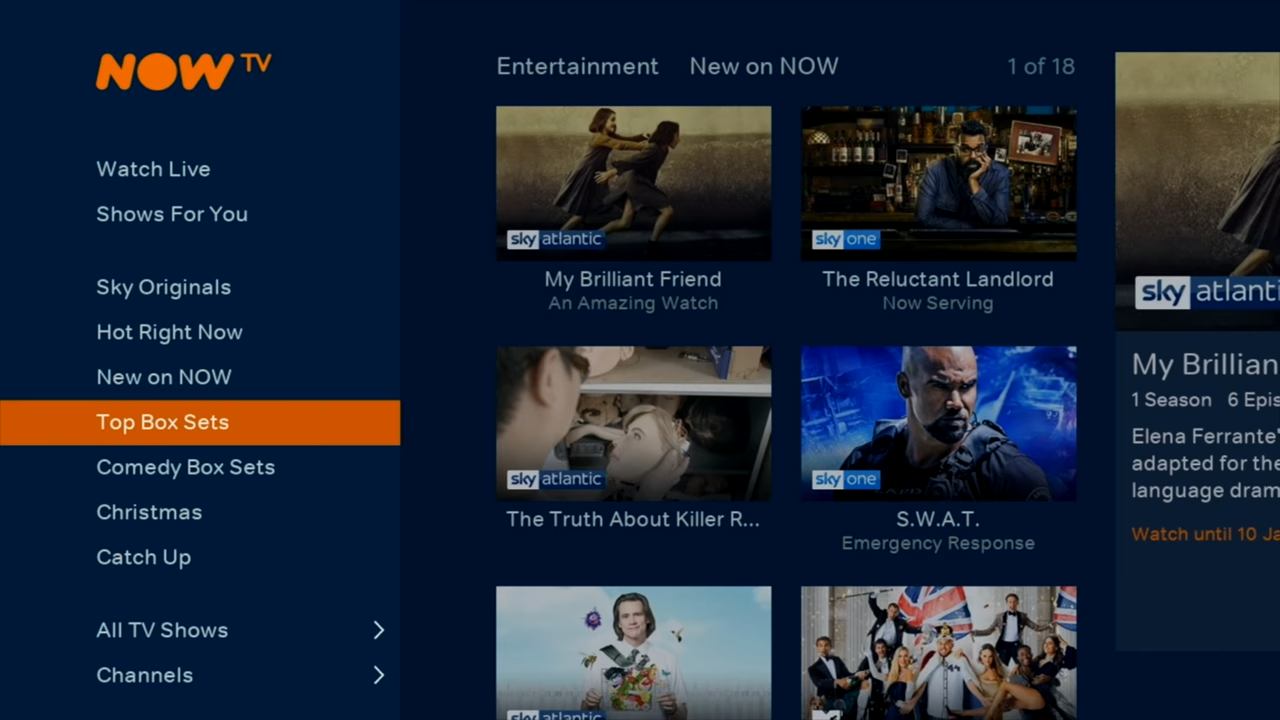 NOW TV
Watch Live
Shows For You
Sky Originals
Hot Right Now
New on NOW
Top Box Sets
Comedy Box Sets
Christmas
Catch Up
All TV Shows
Channels
Entertainment New on NOW 1 of 18
sky atlantic
My Brilliant Friend
An Amazing Watch
sky one
The Reluctant Landlord
Now Serving
sky atlantic
The Truth About Killer R...
sky one
S.W.A.T.
Emergency Response
sky atlantic
sky atlanti
My Brillian
1 Season 6 Epis
Elena Ferrante'
adapted for the
language dram
Watch until 10 Ja